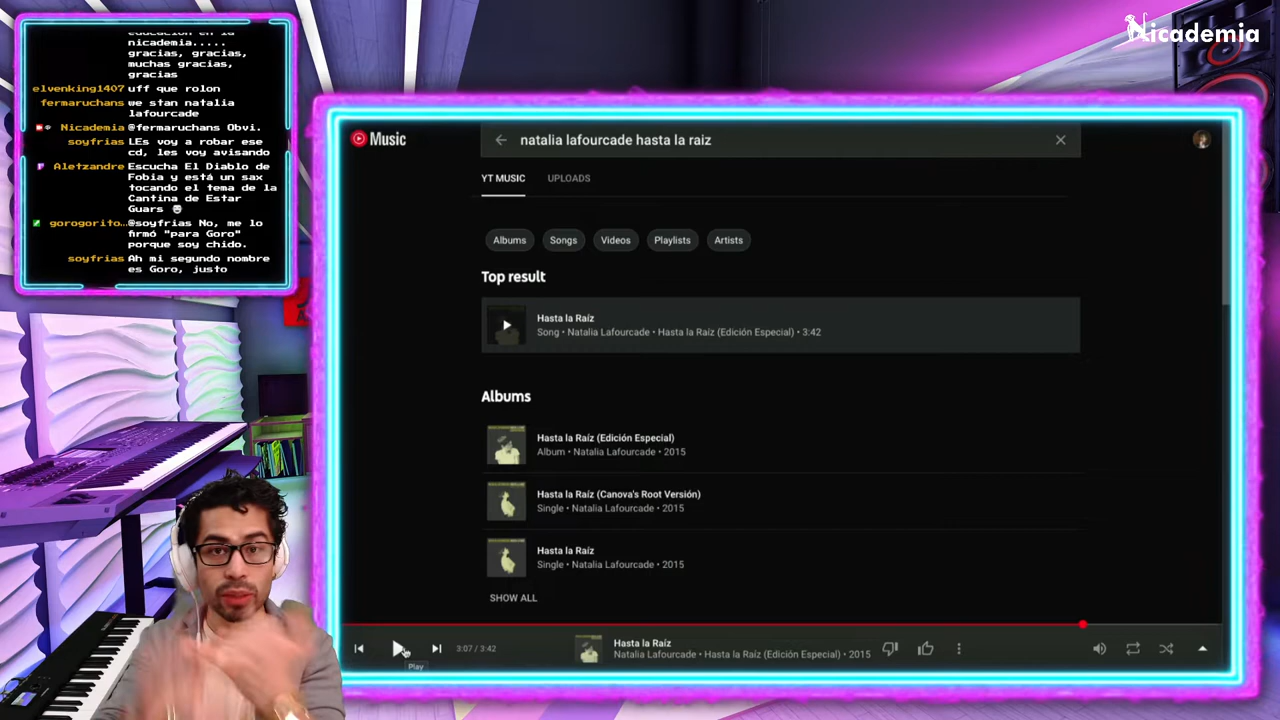 educación en la
nicademia.....
gracias, gracias,
muchas gracias,
gracias
elvenking1407 uff que rolon
fermaruchans we stan natalia
lafourcade
Nicademia @fermaruchans Obvi.
soyfrias LEs voy a robar ese
cd, les voy avisando
Aletzandre Escucha El Diablo de
Fobia y está un sax
tocando el tema de la
Cantina de Estar
Guars
gorogorito... @soyfrias No, me lo
firmó "para Goro"
porque soy chido.
soyfrias Ah mi segundo nombre
es Goro, justo
Nicademia
Music
natalia lafourcade hasta la raiz
YT MUSIC
UPLOADS
Albums
Songs
Videos
Playlists
Artists
Top result
Hasta la Raíz
Song • Natalia Lafourcade • Hasta la Raíz (Edición Especial) • 3:42
Albums
Hasta la Raíz (Edición Especial)
Album • Natalia Lafourcade • 2015
Hasta la Raíz (Canova's Root Versión)
Single • Natalia Lafourcade • 2015
Hasta la Raíz
Single • Natalia Lafourcade • 2015
SHOW ALL
3:07 / 3:42
Play
Hasta la Raíz
Natalia Lafourcade • Hasta la Raíz (Edición Especial) • 2015